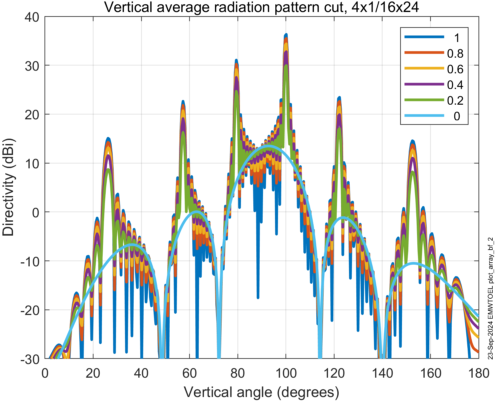 Vertical average radiation pattern cut, 4x1/16x24
40
30
20
10
0
-10
-20
-30
Directivity (dBi)
1
0.8
0.6
0.4
0.2
0
0 20 40 60 80 100 120 140 160 180
Vertical angle (degrees)
23-Sep-2024 EMWTOOL plot_array_bf_2